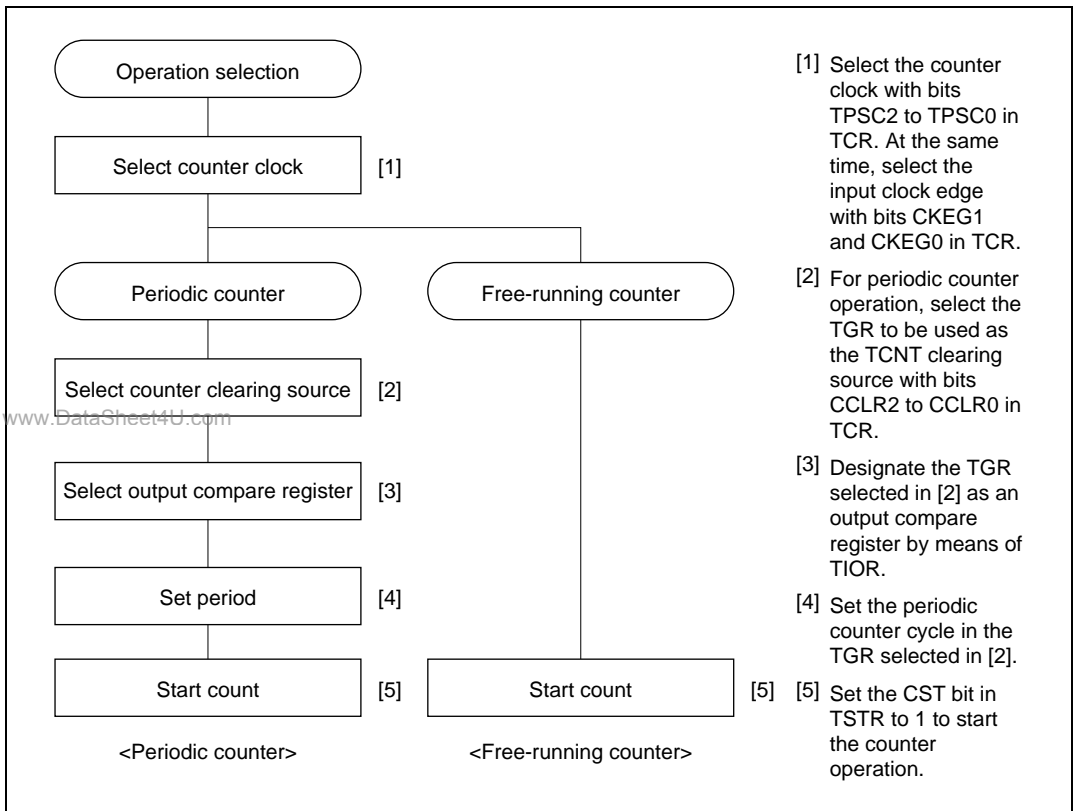 Operation selection
Select counter clock
[1]
Periodic counter
Free-running counter
Select counter clearing source
[2]
www.DataSheet4U.com
Select output compare register
[3]
Set period
[4]
Start count
[5]
Start count
[5]
<Periodic counter>
<Free-running counter>
[1] Select the counter
clock with bits
TPSC2 to TPSC0 in
TCR. At the same
time, select the
input clock edge
with bits CKEG1
and CKEG0 in TCR.
[2] For periodic counter
operation, select the
TGR to be used as
the TCNT clearing
source with bits
CCLR2 to CCLR0 in
TCR.
[3] Designate the TGR
selected in [2] as an
output compare
register by means of
TIOR.
[4] Set the periodic
counter cycle in the
TGR selected in [2].
[5] Set the CST bit in
TSTR to 1 to start
the counter
operation.